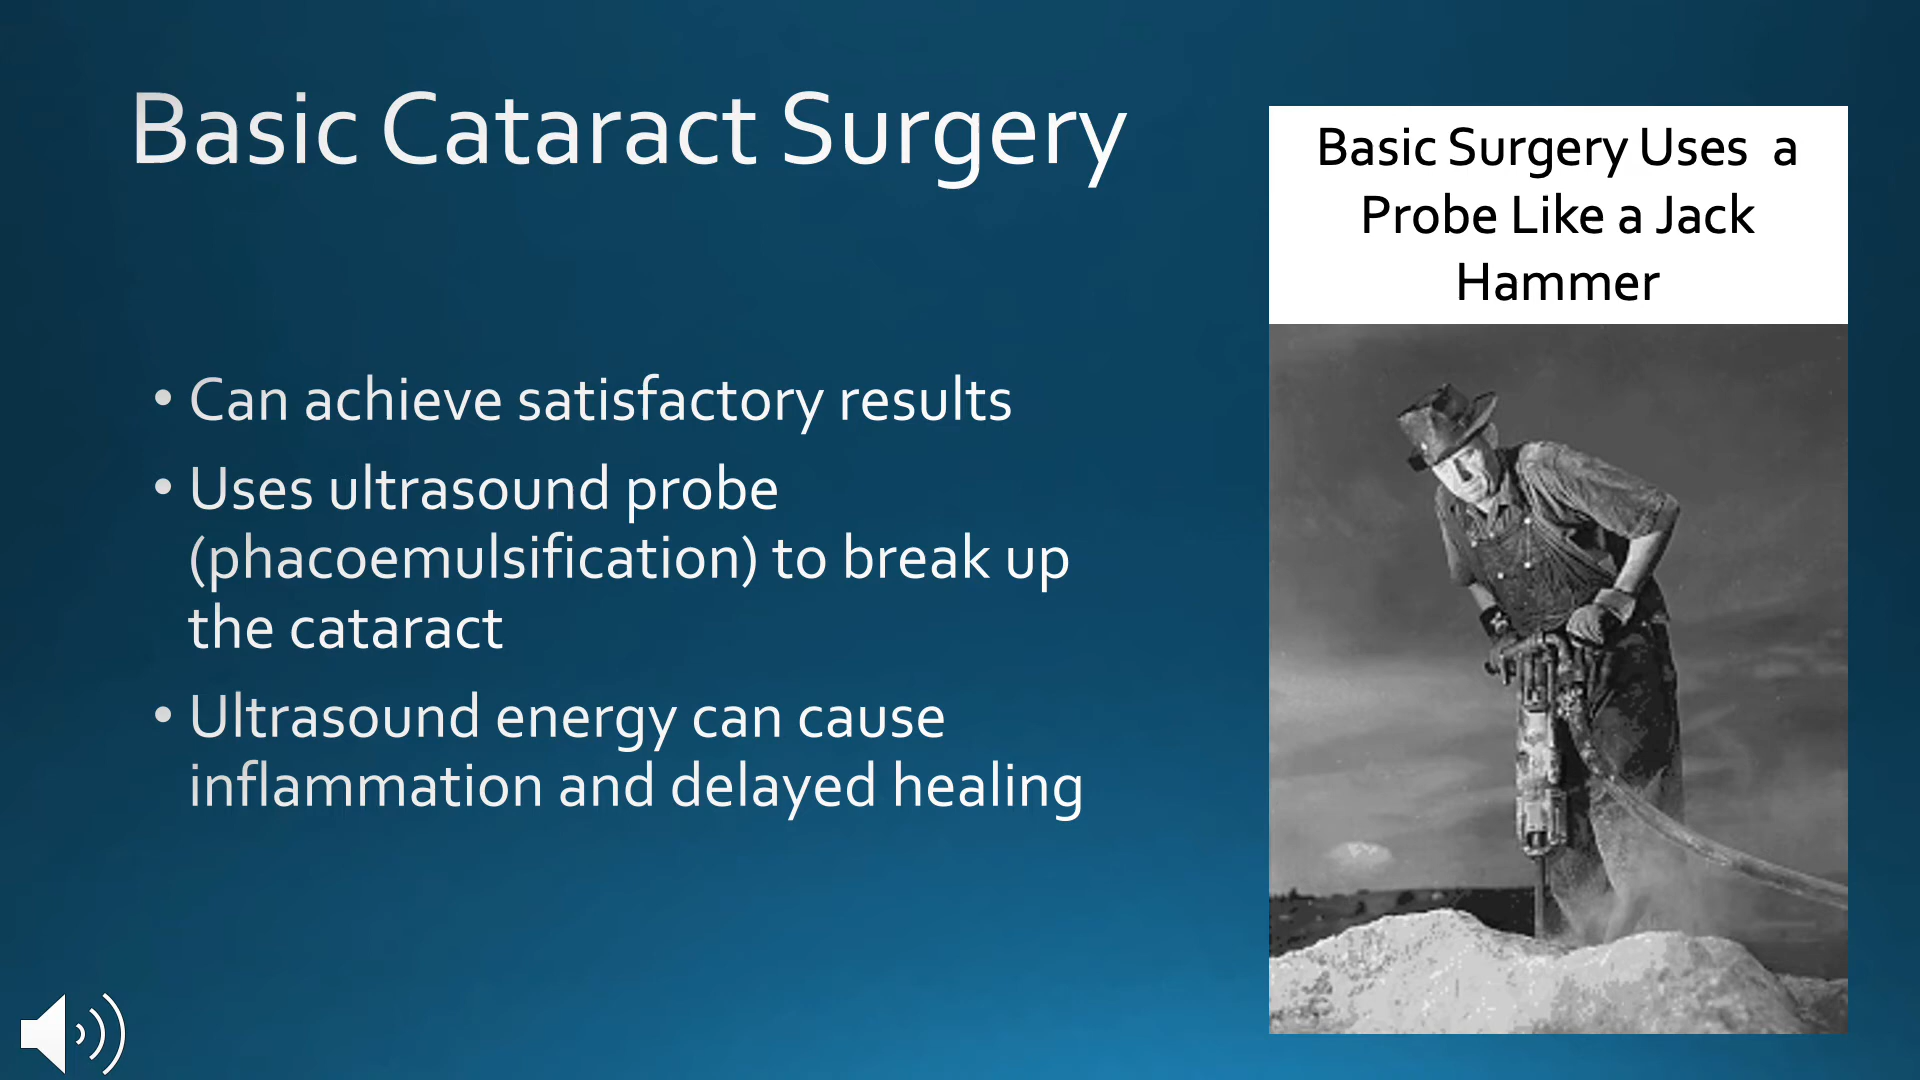 Basic Cataract Surgery
• Can achieve satisfactory results
• Uses ultrasound probe
(phacoemulsification) to break up
the cataract
• Ultrasound energy can cause
inflammation and delayed healing
Basic Surgery Uses a
Probe Like a Jack
Hammer